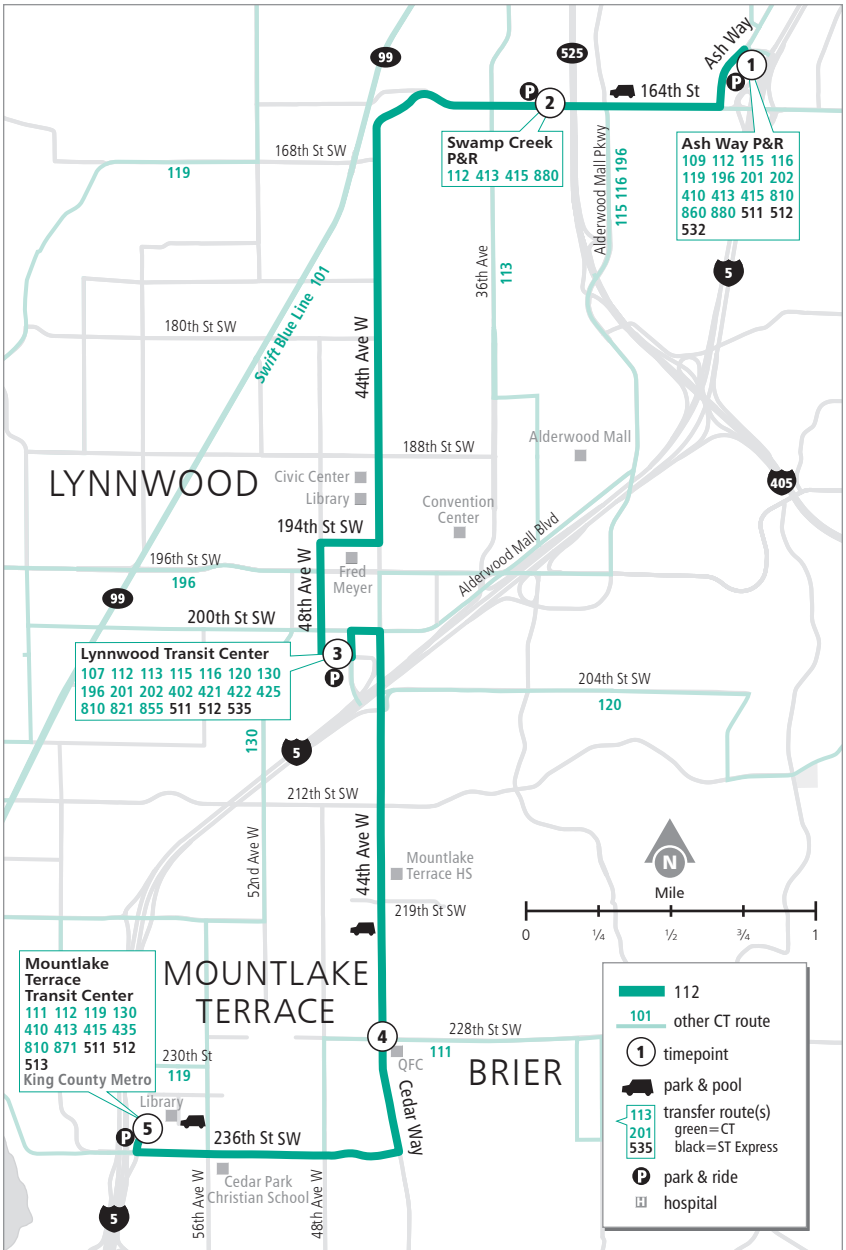 Ash Way
99
525
1
P
P
2
164th St
Swamp Creek
P&R
112 413 415 880
Ash Way P&R
109 112 115 116
119 196 201 202
410 413 415 810
860 880 511 512
532
168th St SW
119
Alderwood Mall Pkwy
115 116 196
36th Ave
113
5
Swift Blue Line 101
180th St SW
44th Ave W
188th St SW
Alderwood Mall
LYNNWOOD
Civic Center
Library
405
Convention
Center
194th St SW
196th St SW
196
48th Ave W
Fred
Meyer
Alderwood Mall Blvd
99
200th St SW
Lynnwood Transit Center
107 112 113 115 116 120 130
196 201 202 402 421 422 425
810 821 855 511 512 535
3
P
204th St SW
120
130
5
212th St SW
52nd Ave W
44th Ave W
Mountlake
Terrace HS
N
Mile
0 ¼ ½ ¾ 1
219th St SW
MOUNTLAKE
TERRACE
Mountlake
Terrace
Transit Center
111 112 119 130
410 413 415 435
810 871 511 512
513
King County Metro
4
228th St SW
111
QFC
BRIER
230th St
119
Library
Cedar Way
5
P
236th St SW
Cedar Park
Christian School
56th Ave W
48th Ave W
5
112
101
other CT route
1
timepoint
park & pool
113
201
535
transfer route(s)
green=CT
black=ST Express
P
park & ride
H
hospital